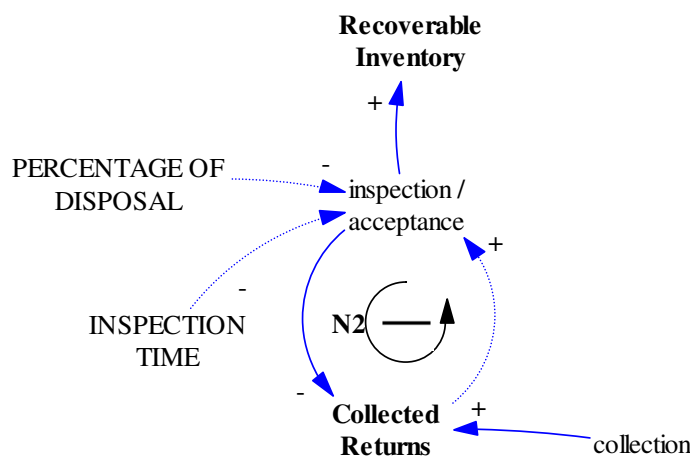 Recoverable
Inventory
+
-
PERCENTAGE OF
DISPOSAL
inspection /
acceptance
+
-
INSPECTION
TIME
N2
-
Collected
Returns
+
collection